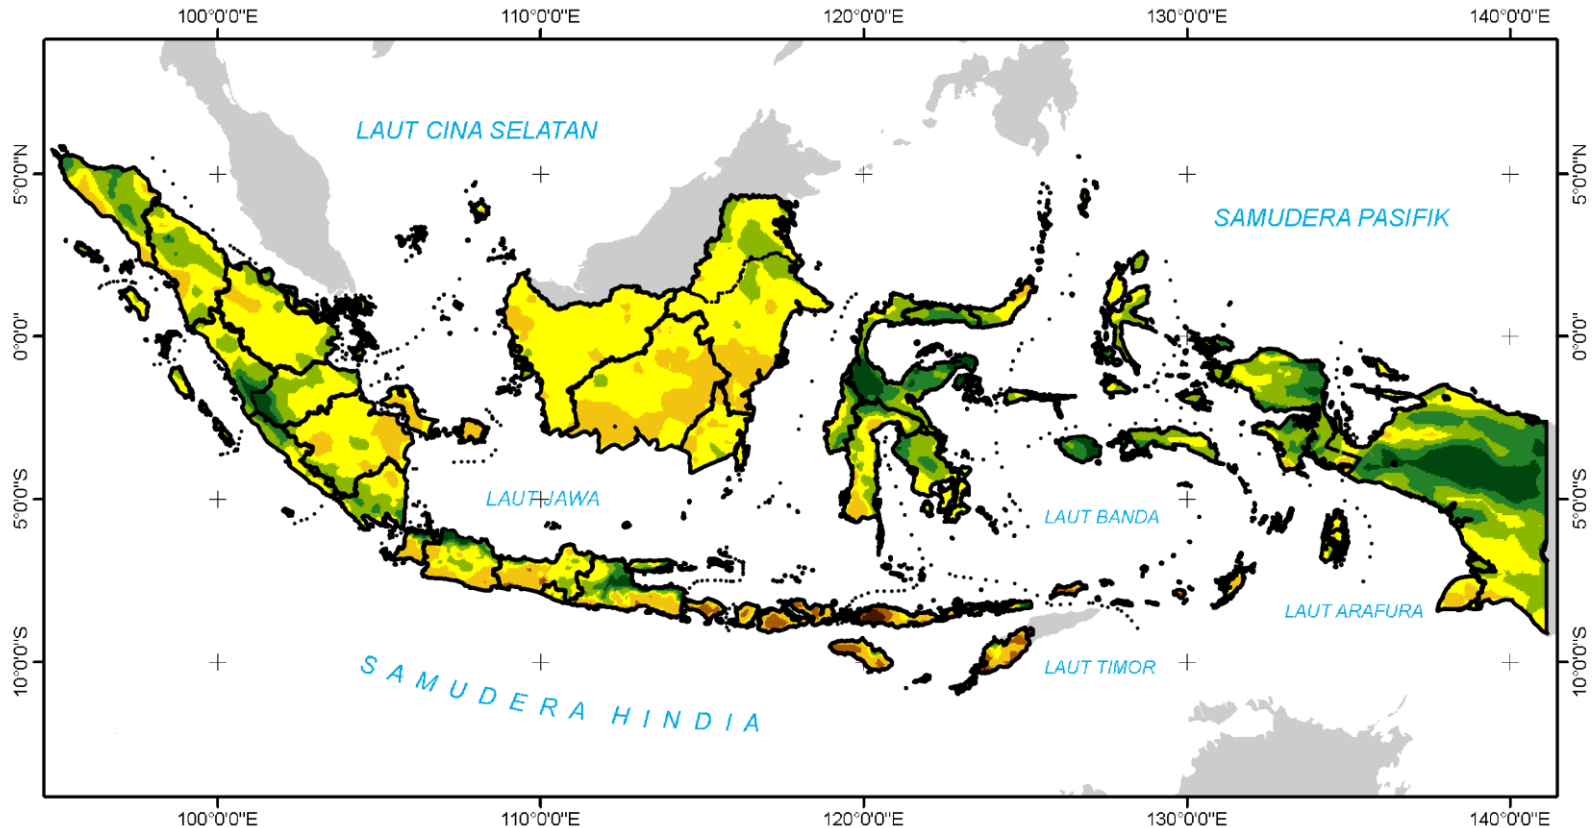 100°0'0"E 110°0'0"E 120°0'0"E 130°0'0"E 140°0'0"E
LAUT CINA SELATAN
5°0'0"N 5°0'0"N
SAMUDERA PASIFIK
0°0'0" 0°0'0"
5°0'0"S LAUT JAWA 5°0'0"S
LAUT BANDA
LAUT ARAFURA
10°0'0"S LAUT TIMOR 10°0'0"S
SAMUDERA HINDIA
100°0'0"E 110°0'0"E 120°0'0"E 130°0'0"E 140°0'0"E